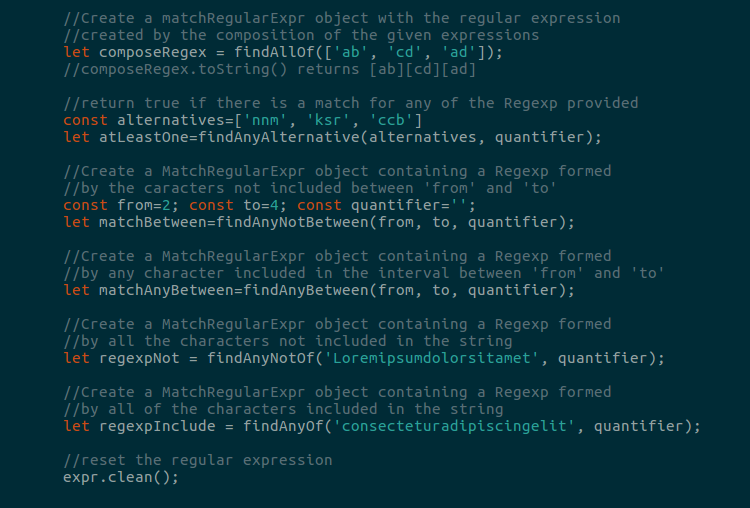 //Create a matchRegularExpr object with the regular expression
//created by the composition of the given expressions
let composeRegex = findAllOf(['ab', 'cd', 'ad']);
//composeRegex.toString() returns [ab][cd][ad]
//return true if there is a match for any of the Regexp provided
const alternatives=['nnm', 'ksr', 'ccb']
let atLeastOne=findAnyAlternative(alternatives, quantifier);
//Create a MatchRegularExpr object containing a Regexp formed
//by the caracters not included between 'from' and 'to'
const from=2; const to=4; const quantifier='';
let matchBetween=findAnyNotBetween(from, to, quantifier);
//Create a MatchRegularExpr object containing a Regexp formed
//by any character included in the interval between 'from' and 'to'
let matchAnyBetween=findAnyBetween(from, to, quantifier);
//Create a MatchRegularExpr object containing a Regexp formed
//by all the characters not included in the string
let regexpNot = findAnyNotOf('Loremipsumdolorsitamet', quantifier);
//Create a MatchRegularExpr object containing a Regexp formed
//by all of the characters included in the string
let regexpInclude = findAnyOf('consecteturadipiscingelit', quantifier);
//reset the regular expression
expr.clean();